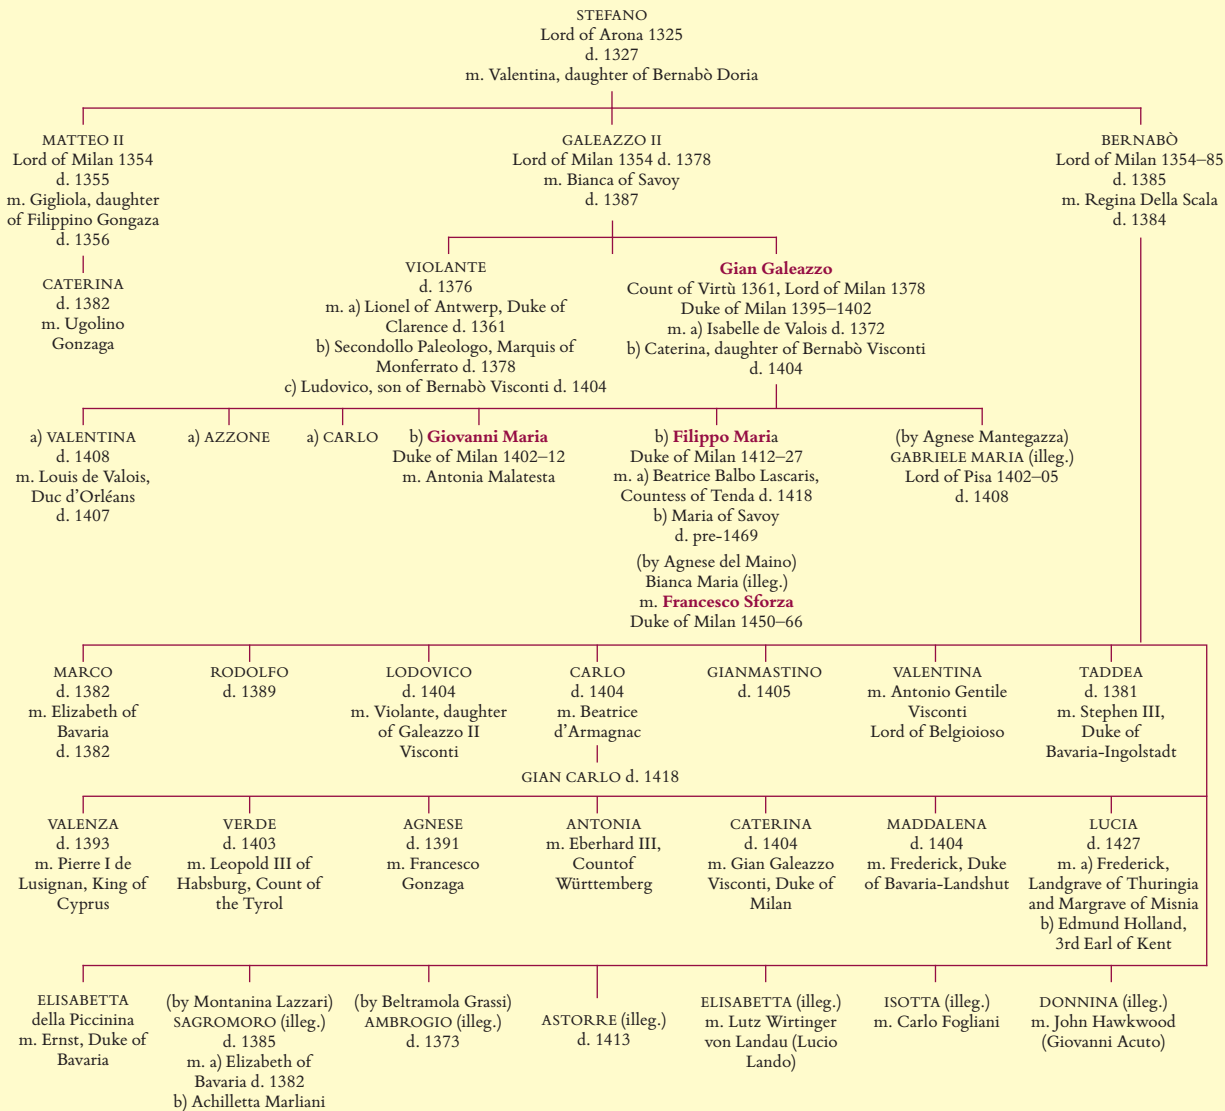 STEFANO
Lord of Arona 1325
d. 1327
m. Valentina, daughter of Bernabò Doria
MATTEO II
Lord of Milan 1354
d. 1355
m. Gigliola, daughter
of Filippino Gongaza
d. 1356
GALEAZZO II
Lord of Milan 1354 d. 1378
m. Bianca of Savoy
d. 1387
BERNABÒ
Lord of Milan 1354–85
d. 1385
m. Regina Della Scala
d. 1384
CATERINA
d. 1382
m. Ugolino
Gonzaga
VIOLANTE
d. 1376
m. a) Lionel of Antwerp, Duke of
Clarence d. 1361
b) Secondollo Paleologo, Marquis of
Monferrato d. 1378
c) Ludovico, son of Bernabò Visconti d. 1404
Gian Galeazzo
Count of Virtù 1361, Lord of Milan 1378
Duke of Milan 1395–1402
m. a) Isabelle de Valois d. 1372
b) Caterina, daughter of Bernabò Visconti
d. 1404
a) VALENTINA
d. 1408
m. Louis de Valois,
Duc d'Orléans
d. 1407
a) AZZONE
a) CARLO
b) Giovanni Maria
Duke of Milan 1402–12
m. Antonia Malatesta
b) Filippo Maria
Duke of Milan 1412–27
m. a) Beatrice Balbo Lascaris,
Countess of Tenda d. 1418
b) Maria of Savoy
d. pre-1469
(by Agnese del Maino)
Bianca Maria (illeg.)
m. Francesco Sforza
Duke of Milan 1450–66
(by Agnese Mantegazza)
GABRIELE MARIA (illeg.)
Lord of Pisa 1402–05
d. 1408
MARCO
d. 1382
m. Elizabeth of
Bavaria
d. 1382
RODOLFO
d. 1389
LODOVICO
d. 1404
m. Violante, daughter
of Galeazzo II
Visconti
CARLO
d. 1404
m. Beatrice
d'Armagnac
GIAN CARLO d. 1418
GIANMASTINO
d. 1405
VALENTINA
m. Antonio Gentile
Visconti
Lord of Belgioioso
TADDEA
d. 1381
m. Stephen III,
Duke of
Bavaria-Ingolstadt
VALENZA
d. 1393
m. Pierre I de
Lusignan, King of
Cyprus
VERDE
d. 1403
m. Leopold III of
Habsburg, Count of
the Tyrol
AGNESE
d. 1391
m. Francesco
Gonzaga
ANTONIA
m. Eberhard III,
Countof
Württemberg
CATERINA
d. 1404
m. Gian Galeazzo
Visconti, Duke of
Milan
MADDALENA
d. 1404
m. Frederick, Duke
of Bavaria-Landshut
LUCIA
d. 1427
m. a) Frederick,
Landgrave of Thuringia
and Margrave of Misnia
b) Edmund Holland,
3rd Earl of Kent
ELISABETTA
della Piccinina
m. Ernst, Duke of
Bavaria
(by Montanina Lazzari)
SAGROMORO (illeg.)
d. 1385
m. a) Elizabeth of
Bavaria d. 1382
b) Achilletta Marliani
(by Beltramola Grassi)
AMBROGIO (illeg.)
d. 1373
ASTORRE (illeg.)
d. 1413
ELISABETTA (illeg.)
m. Lutz Wirtinger
von Landau (Lucio
Lando)
ISOTTA (illeg.)
m. Carlo Fogliani
DONNINA (illeg.)
m. John Hawkwood
(Giovanni Acuto)